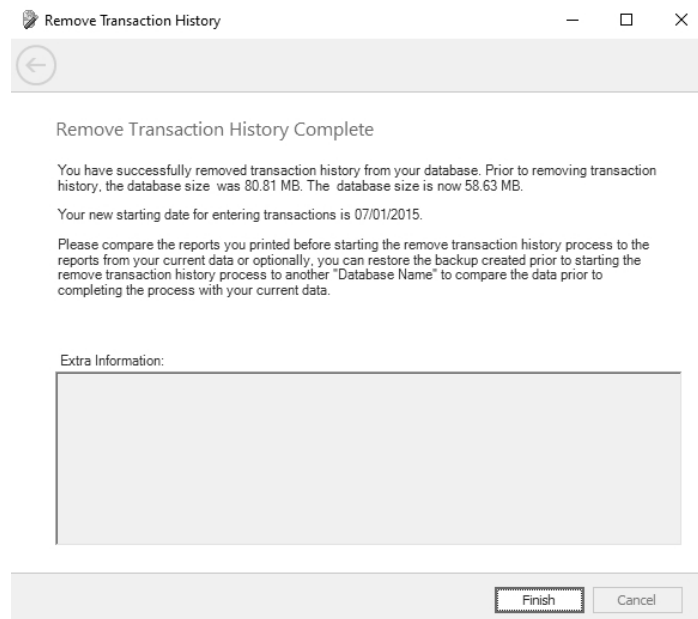 Remove Transaction History
Remove Transaction History Complete
You have successfully removed transaction history from your database. Prior to removing transaction
history, the database size  was 80.81 MB. The  database size is now 58.63 MB.
Your new starting date for entering transactions is 07/01/2015.
Please compare the reports you printed before starting the remove transaction history process to the
reports from your current data or optionally, you can restore the backup created prior to starting the
remove transaction history process to another "Database Name" to compare the data prior to
completing the process with your current data.
Extra Information:
Finish
Cancel